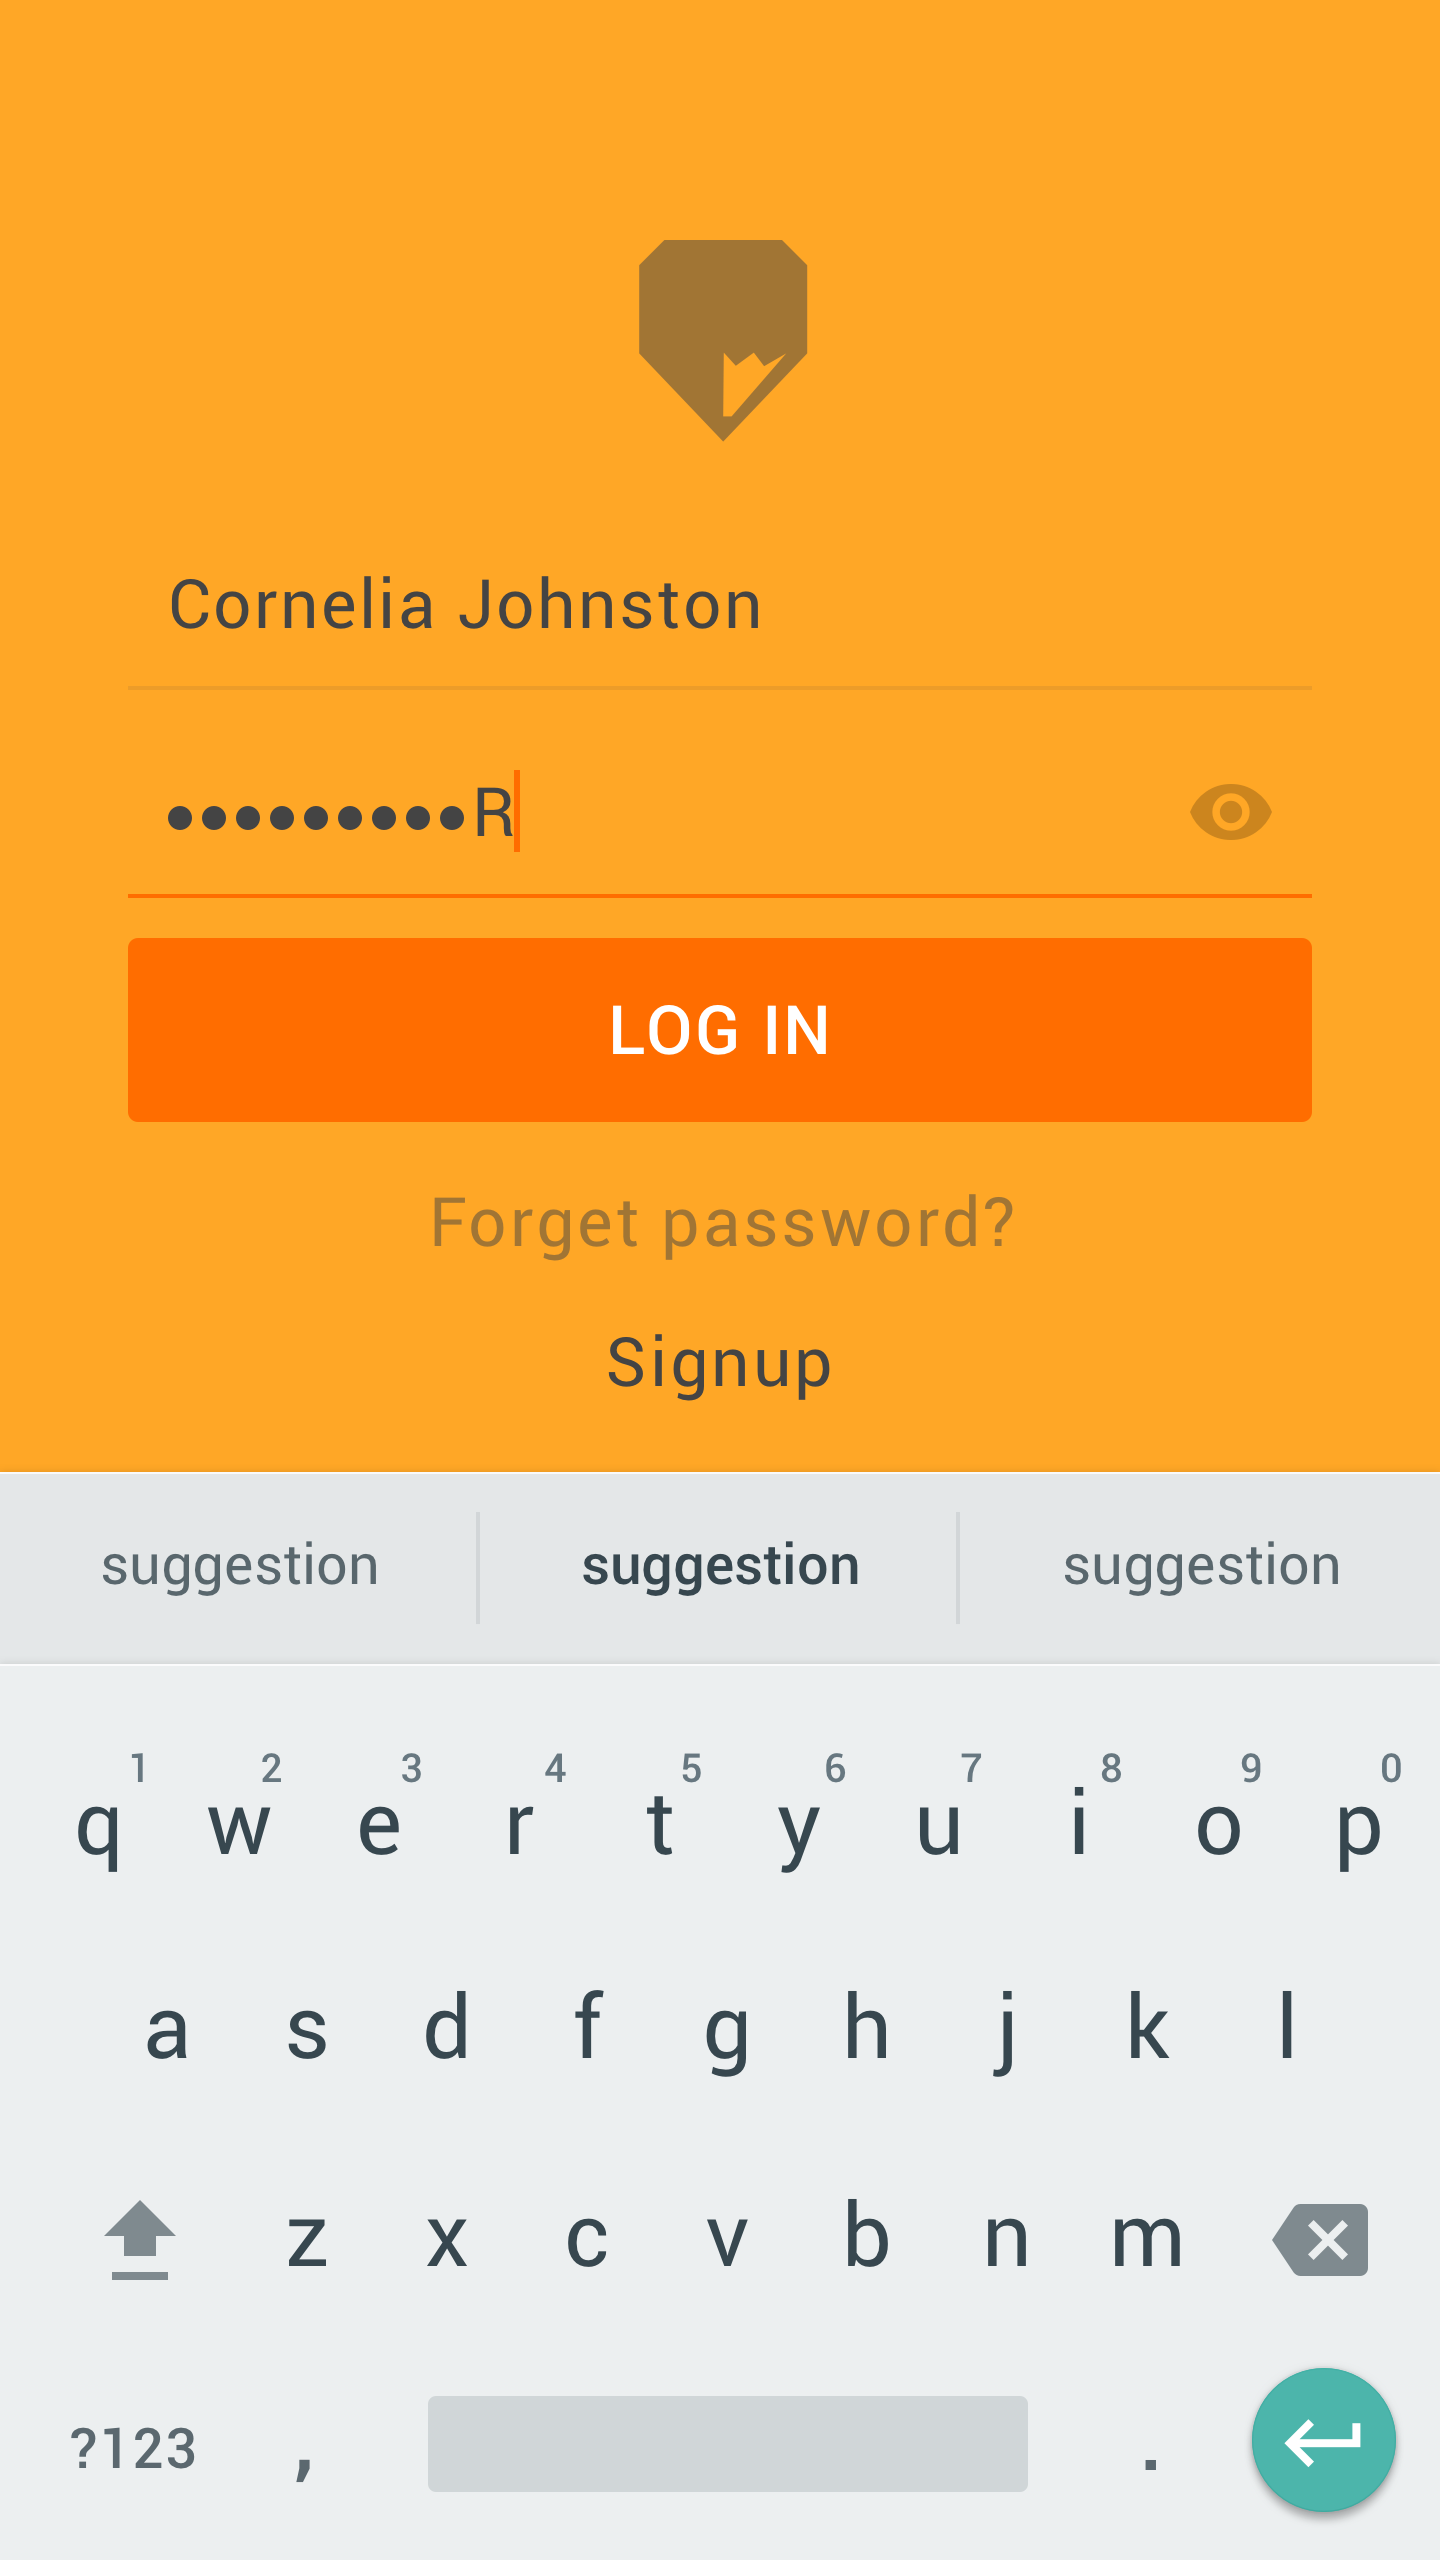 Cornelia Johnston
•••••••••R
LOG IN
Forget password?
Signup
suggestion suggestion suggestion
1 2 3 4 5 6 7 8 9 0
q w e r t y u i o p
a s d f g h j k l
z x c v b n m
?123 , .